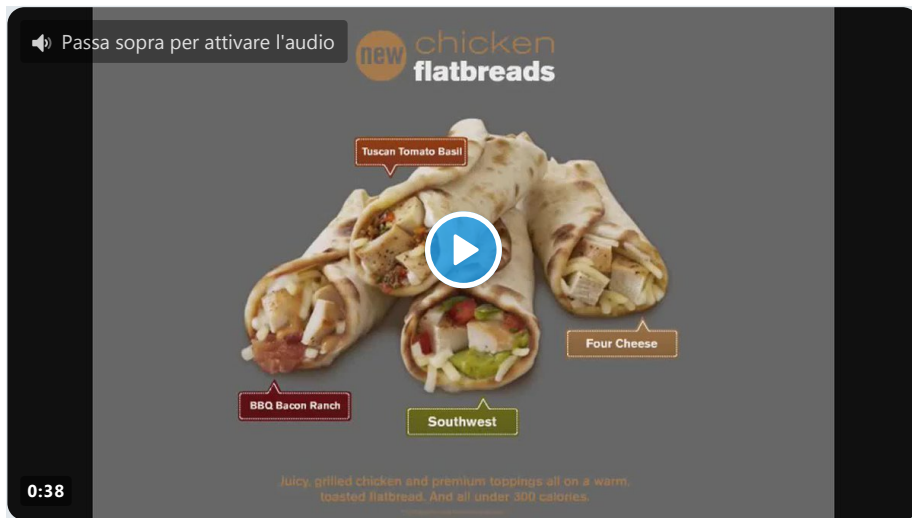 Passa sopra per attivare l'audio
new
chicken
flatbreads
Tuscan Tomato Basil
Four Cheese
BBQ Bacon Ranch
Southwest
Juicy, grilled chicken and premium toppings all on a warm,
toasted flatbread. And all under 300 calories.
0:38